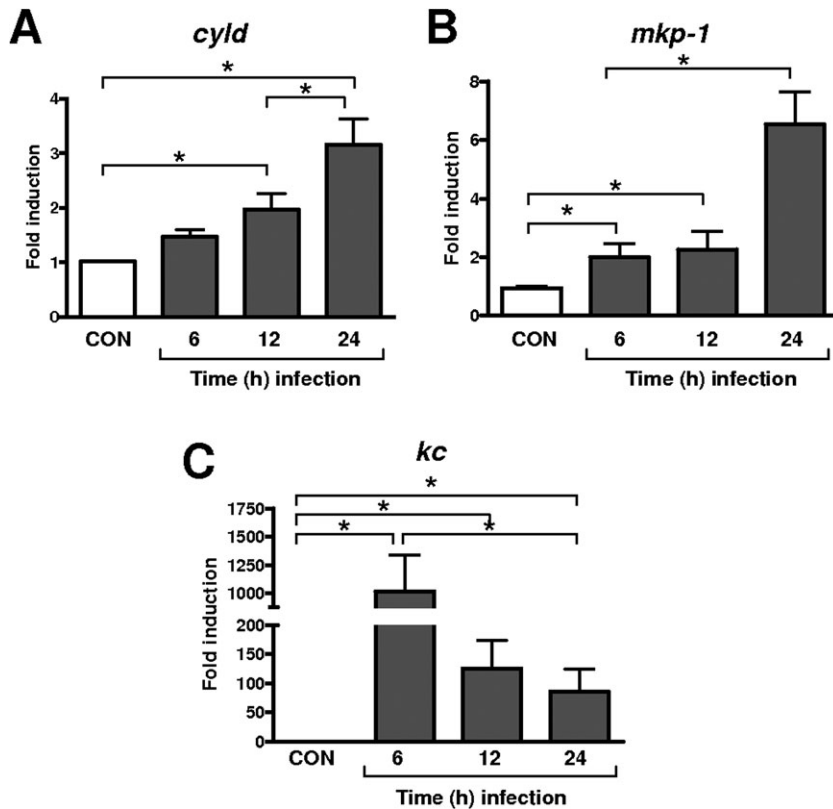 A
cyld
*
*
*
Fold induction
4
3
2
1
0
CON 6 12 24
Time (h) infection
B
mkp-1
*
*
*
Fold induction
8
6
4
2
0
CON 6 12 24
Time (h) infection
C
kc
*
*
* *
Fold induction
1750
1500
1250
1000
200
150
100
50
0
CON 6 12 24
Time (h) infection